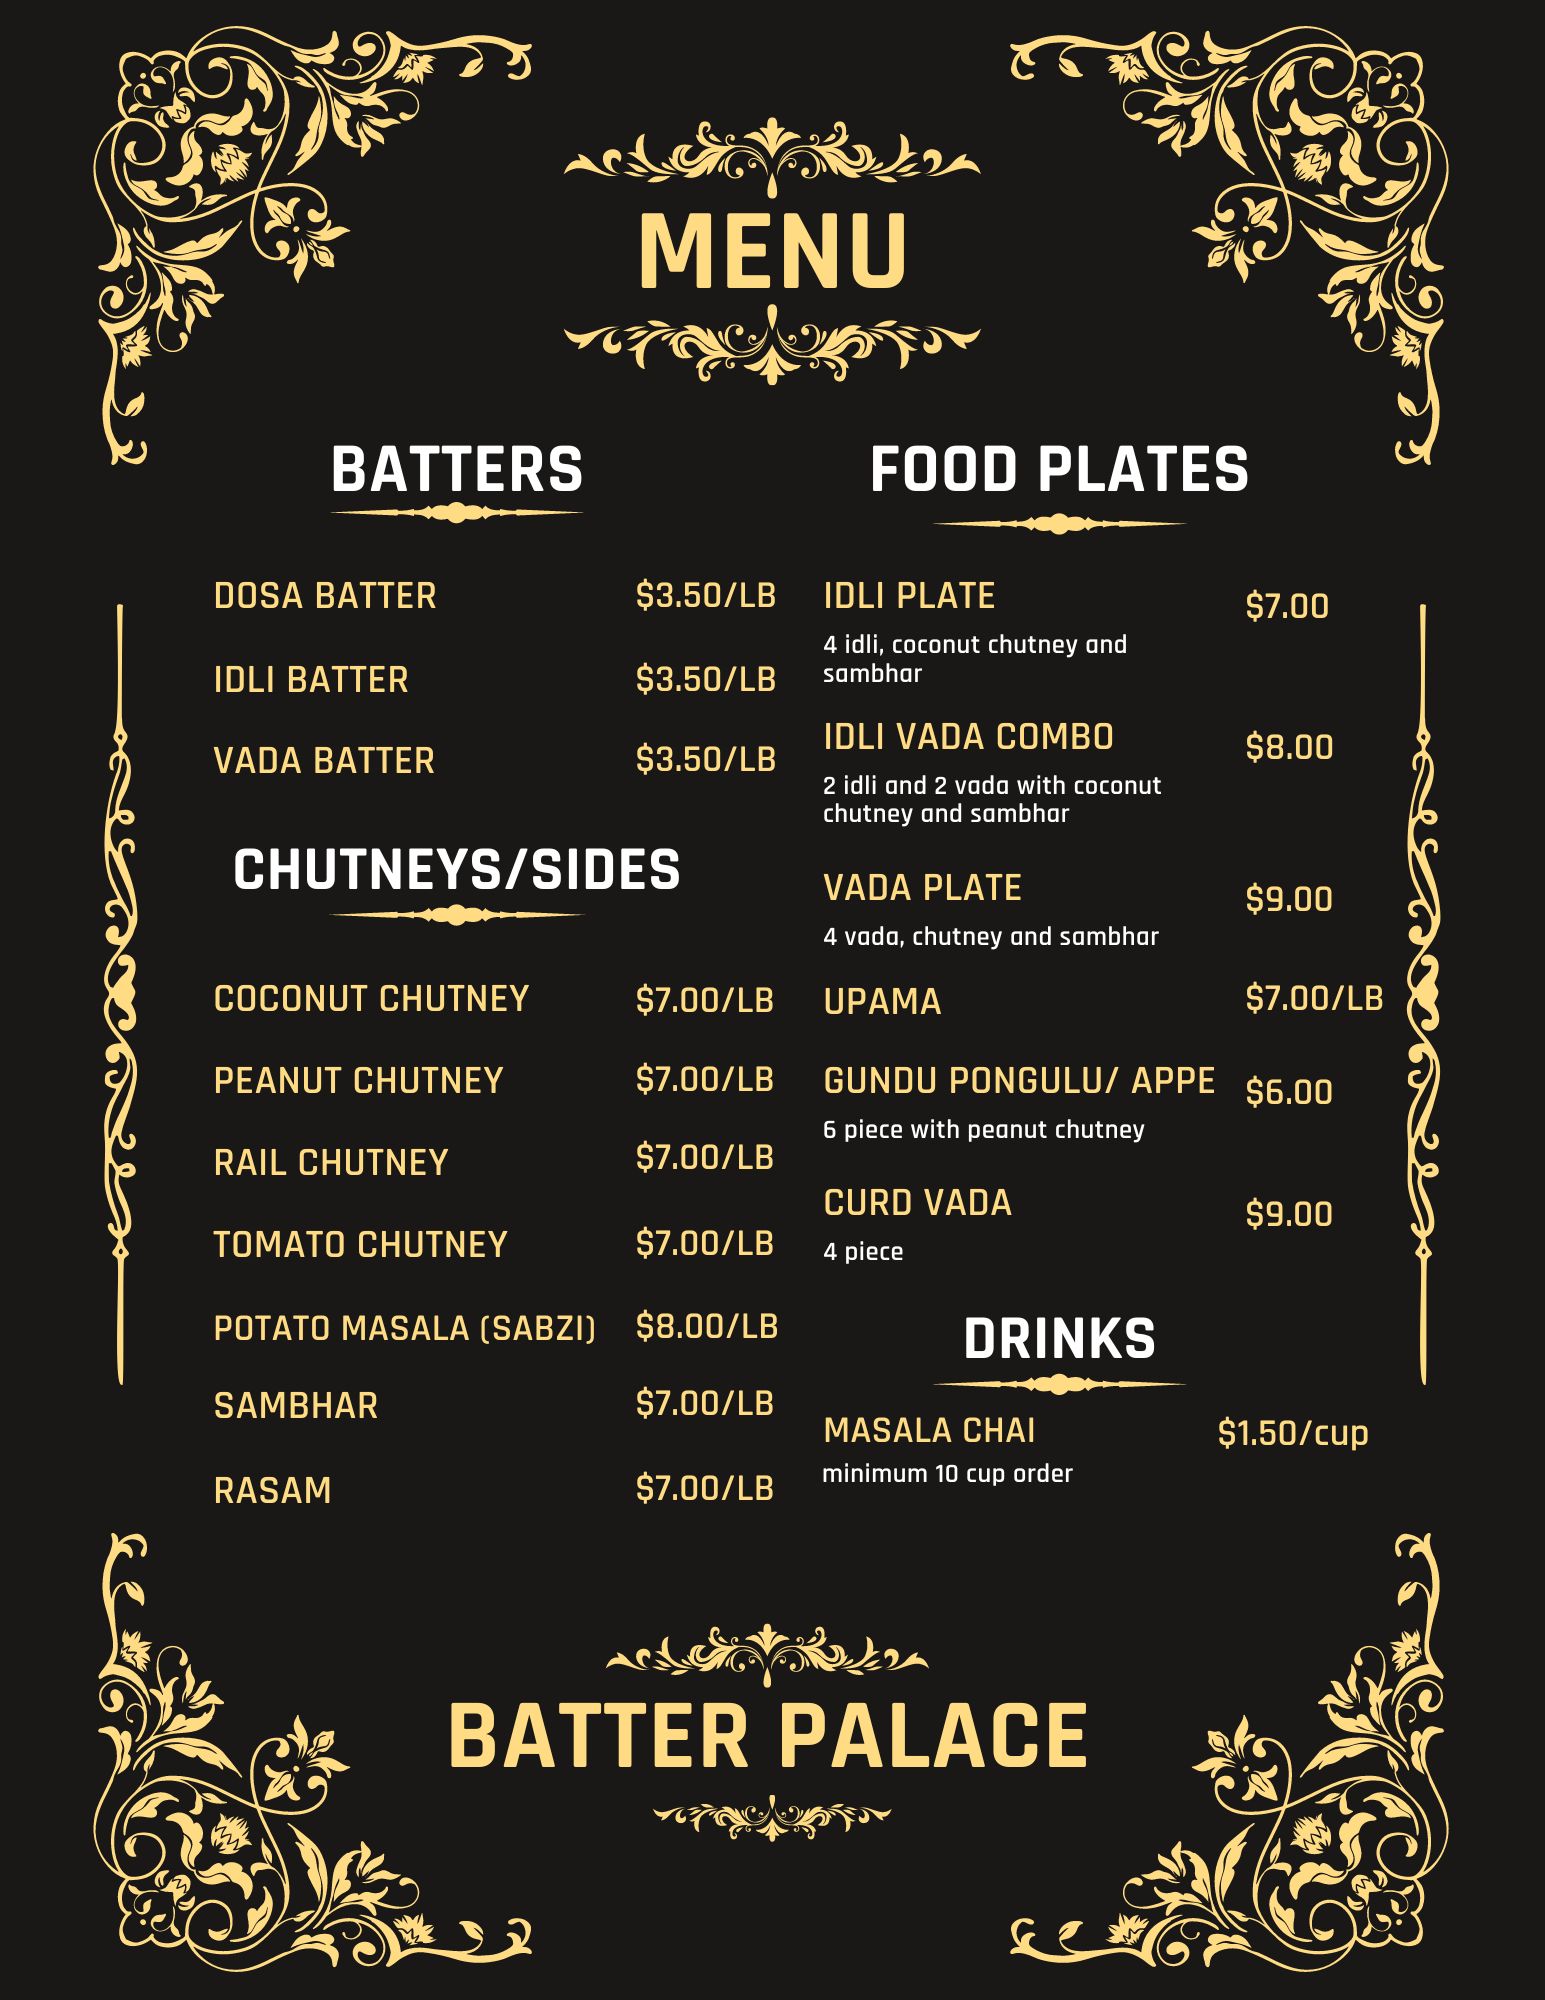 MENU
BATTERS
DOSA BATTER $3.50/LB
IDLI BATTER $3.50/LB
VADA BATTER $3.50/LB
CHUTNEYS/SIDES
COCONUT CHUTNEY $7.00/LB
PEANUT CHUTNEY $7.00/LB
RAIL CHUTNEY $7.00/LB
TOMATO CHUTNEY $7.00/LB
POTATO MASALA (SABZI) $8.00/LB
SAMBHAR $7.00/LB
RASAM $7.00/LB
FOOD PLATES
IDLI PLATE $7.00
4 idli, coconut chutney and
sambhar
IDLI VADA COMBO $8.00
2 idli and 2 vada with coconut
chutney and sambhar
VADA PLATE $9.00
4 vada, chutney and sambhar
UPAMA $7.00/LB
GUNDU PONGULU/ APPE $6.00
6 piece with peanut chutney
CURD VADA $9.00
4 piece
DRINKS
MASALA CHAI $1.50/cup
minimum 10 cup order
BATTER PALACE